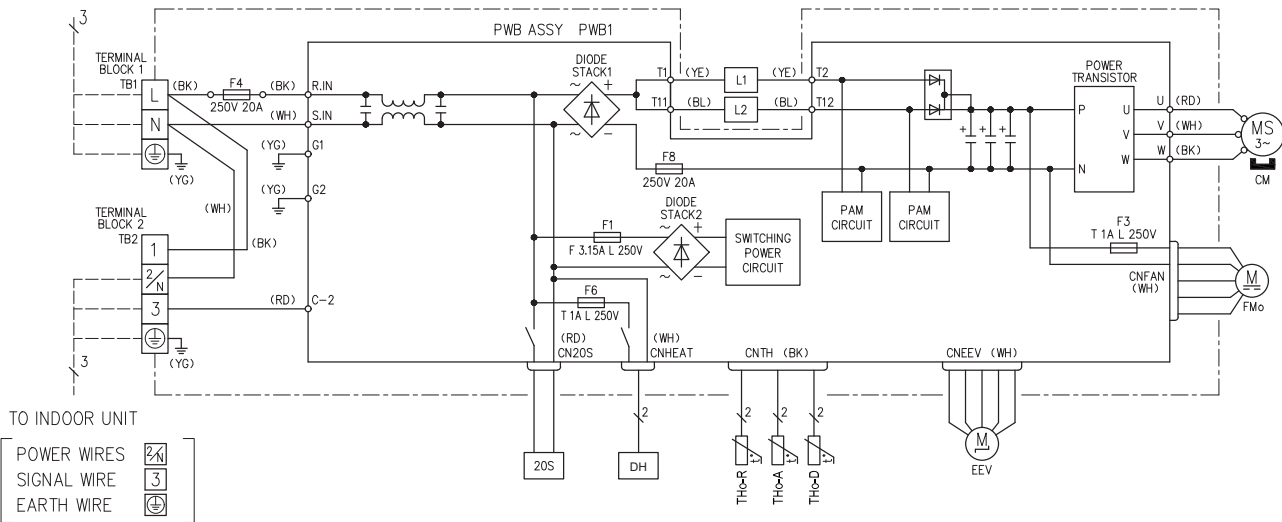 3
TERMINAL
BLOCK 1
TB1
L
N
(BK)
F4
250V 20A
(BK)
R.IN
(WH)
S.IN
(YG)
G1
(YG)
(YG)
G2
(WH)
(BK)
TERMINAL
BLOCK 2
TB2
1
2/N
3
(RD)
C-2
(YG)
3
PWB ASSY PWB1
DIODE
STACK1
~
+
~
−
T1
(YE)
L1
(YE)
T2
T11
(BL)
L2
(BL)
T12
F8
250V 20A
DIODE
STACK2
~
+
~
−
F1
F 3.15A L 250V
SWITCHING
POWER
CIRCUIT
F6
T 1A L 250V
PAM
CIRCUIT
PAM
CIRCUIT
+
+
+
POWER
TRANSISTOR
P
N
U
V
W
U
(RD)
V
(WH)
W
(BK)
MS
3~
CM
F3
T 1A L 250V
CNFAN
(WH)
M
FMo
(RD)
CN20S
(WH)
CNHEAT
CNTH (BK)
CNEEV (WH)
2
2
2
2
20S
DH
t°
t°
t°
THo-R
THo-A
THo-D
M
EEV
TO INDOOR UNIT
POWER WIRES 2/N
SIGNAL WIRE 3
EARTH WIRE